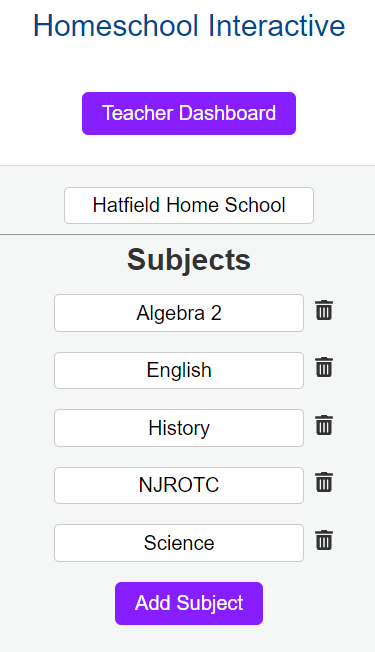 Homeschool Interactive
Teacher Dashboard
Hatfield Home School
Subjects
Algebra 2
English
History
NJROTC
Science
Add Subject